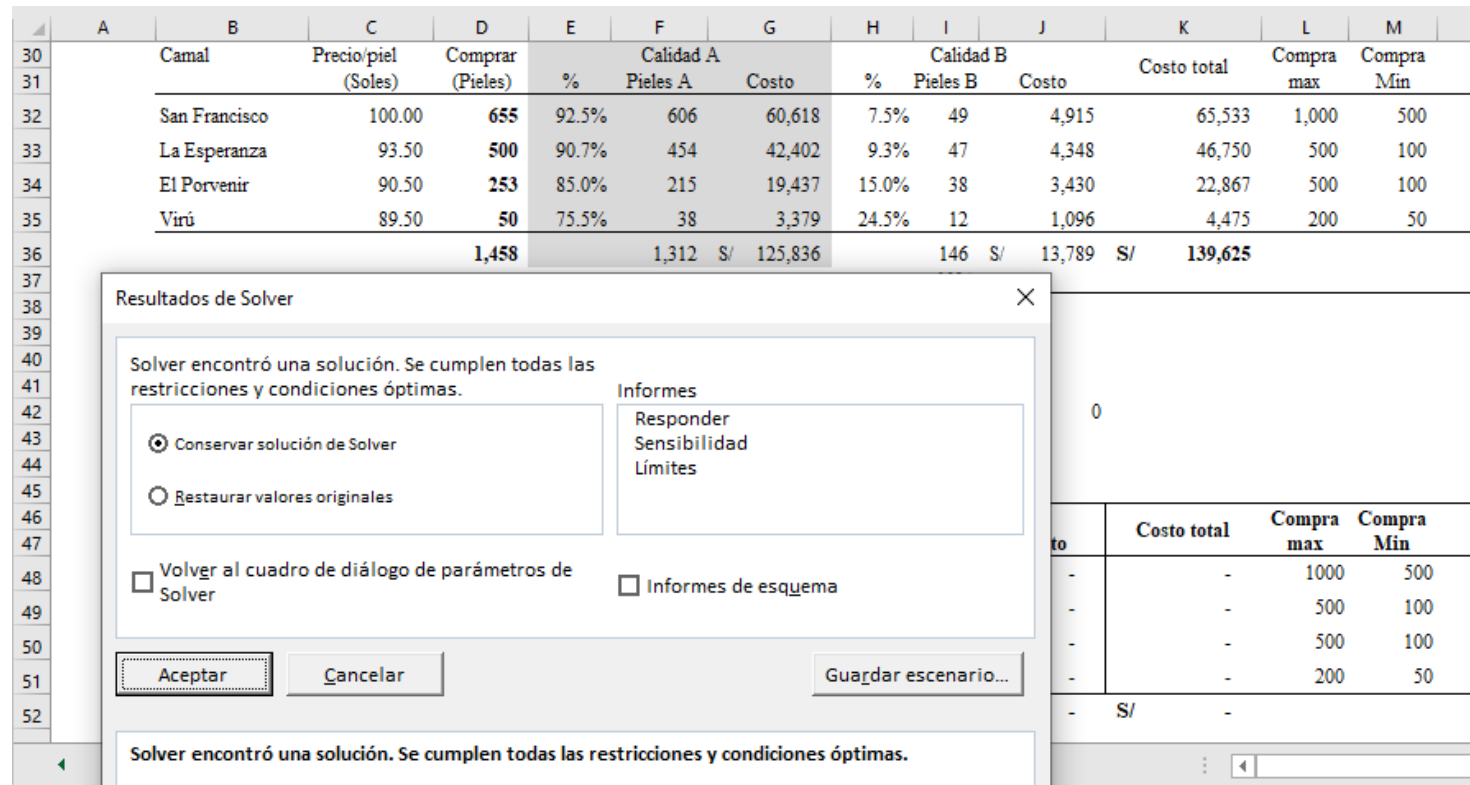 A B C D E F G H I J K L M
30 Camal Precio/piel Comprar Calidad A Calidad B Costo total Compra Compra
31 (Soles) (Pieles) % Pieles A Costo % Pieles B Costo max Min
32 San Francisco 100.00 655 92.5% 606 60,618 7.5% 49 4,915 65,533 1,000 500
33 La Esperanza 93.50 500 90.7% 454 42,402 9.3% 47 4,348 46,750 500 100
34 El Porvenir 90.50 253 85.0% 215 19,437 15.0% 38 3,430 22,867 500 100
35 Virú 89.50 50 75.5% 38 3,379 24.5% 12 1,096 4,475 200 50
36 1,458 1,312 S/ 125,836 146 S/ 13,789 S/ 139,625
37
38 Resultados de Solver
39
40 Solver encontró una solución. Se cumplen todas las
41 restricciones y condiciones óptimas. Informes
42 Responder 0
43 Conservar solución de Solver Sensibilidad
44 Límites
45 Restaurar valores originales
46 Costo total Compra Compra
47 to max Min
48 Volver al cuadro de diálogo de parámetros de Solver Informes de esquema - - 1000 500
49 - - 500 100
50 - - 500 100
51 Aceptar Cancelar Guardar escenario... - - 200 50
52 - S/ -
Solver encontró una solución. Se cumplen todas las restricciones y condiciones óptimas.